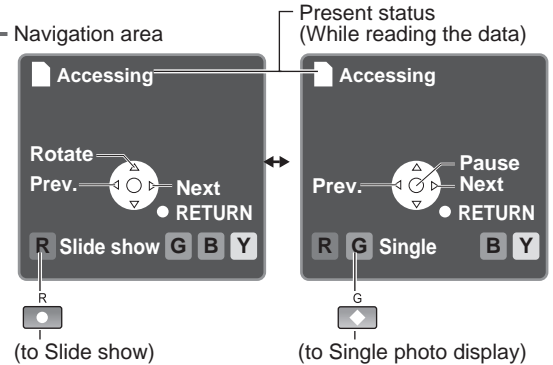 Present status
(While reading the data)
Navigation area
Accessing
Rotate
Prev.
Next
RETURN
R Slide show G B Y
R
(to Slide show)
Accessing
Pause
Prev.
Next
RETURN
R G Single B Y
G
(to Single photo display)